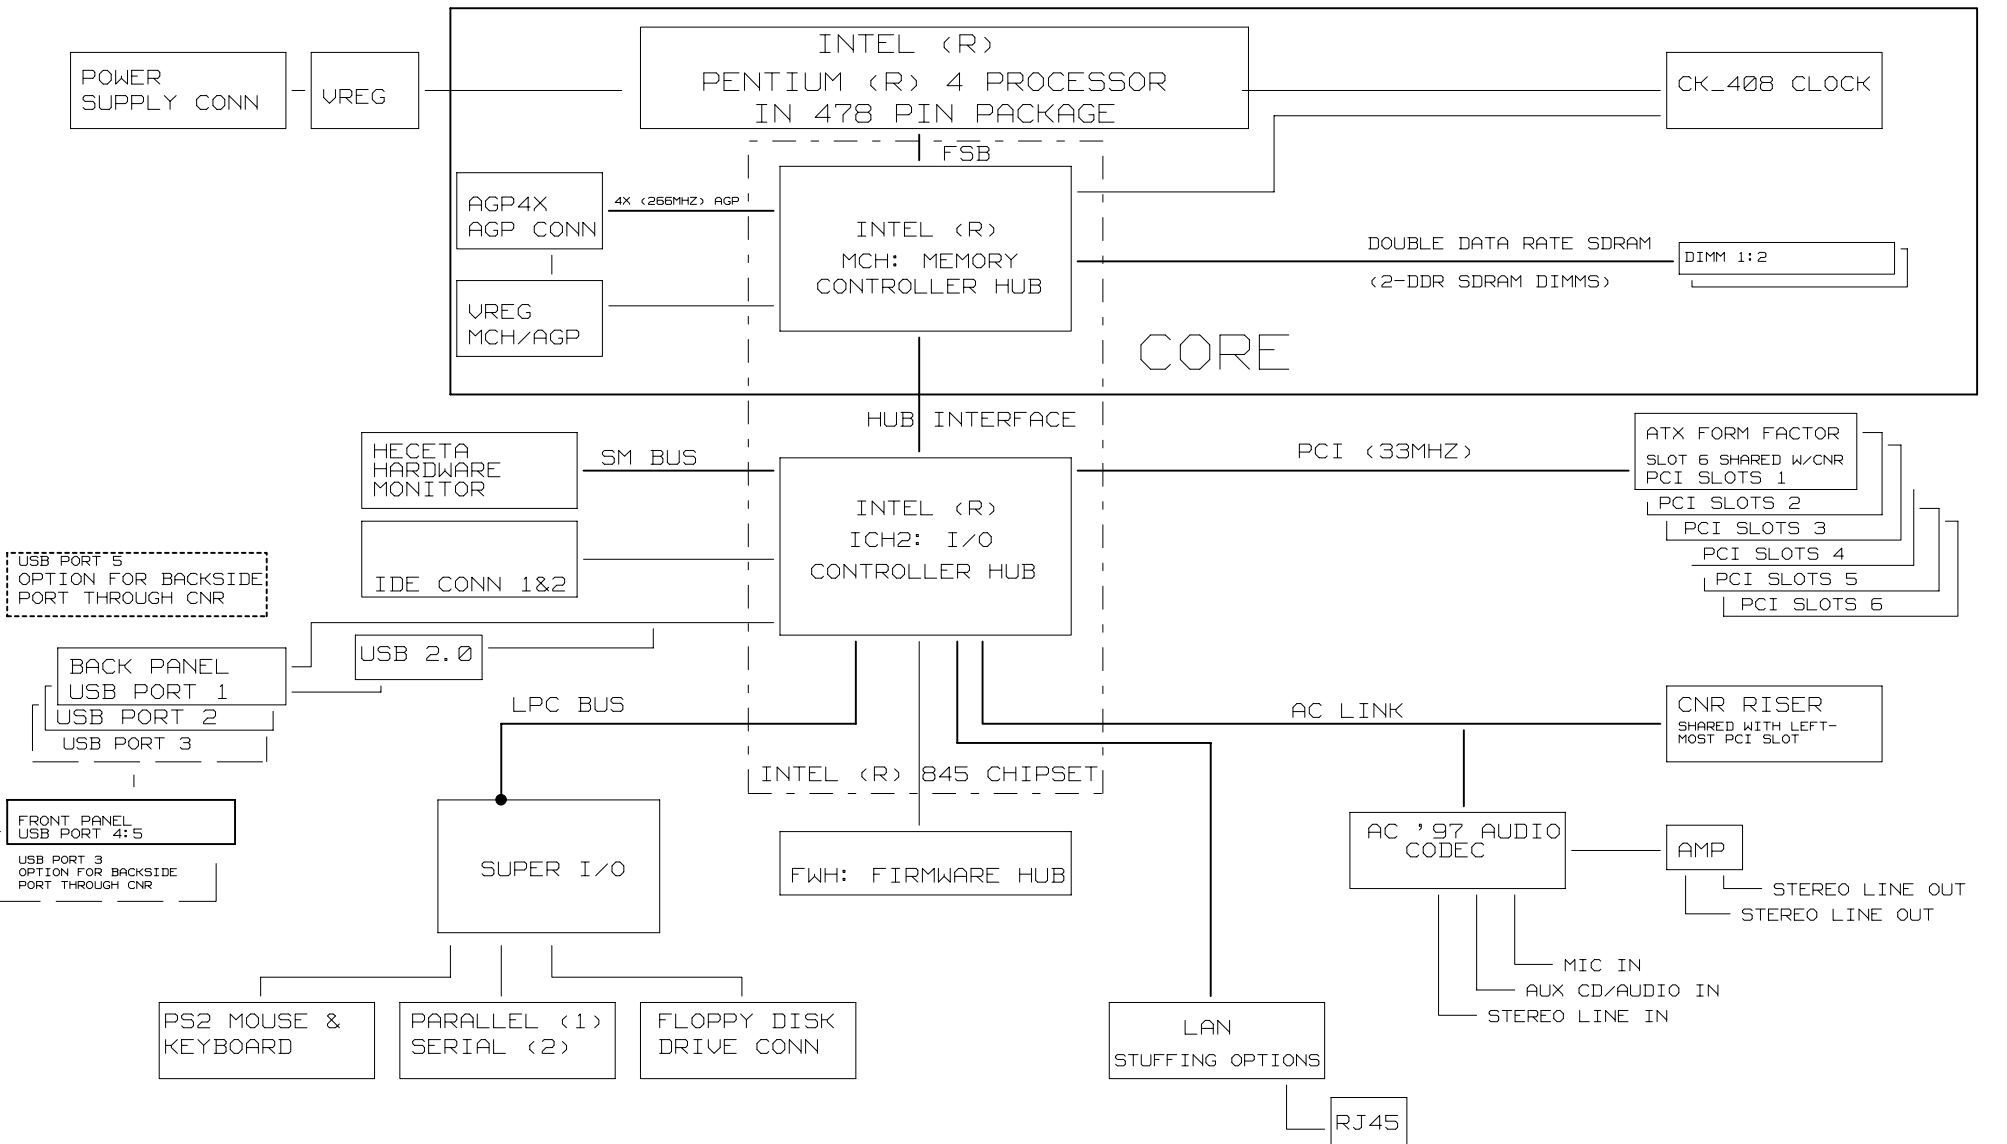 INTEL (R)
PENTIUM (R) 4 PROCESSOR
IN 478 PIN PACKAGE
POWER
SUPPLY CONN
VREG
CK_408 CLOCK
FSB
AGP4X
AGP CONN
4X (266MHZ) AGP
INTEL (R)
MCH: MEMORY
CONTROLLER HUB
DOUBLE DATA RATE SDRAM
(2-DDR SDRAM DIMMS)
DIMM 1:2
VREG
MCH/AGP
CORE
HUB INTERFACE
HECETA
HARDWARE
MONITOR
SM BUS
PCI (33MHZ)
ATX FORM FACTOR
SLOT 6 SHARED W/CNR
PCI SLOTS 1
PCI SLOTS 2
PCI SLOTS 3
PCI SLOTS 4
PCI SLOTS 5
PCI SLOTS 6
INTEL (R)
ICH2: I/O
CONTROLLER HUB
IDE CONN 1&2
USB PORT 5
OPTION FOR BACKSIDE
PORT THROUGH CNR
USB 2.0
BACK PANEL
USB PORT 1
USB PORT 2
USB PORT 3
LPC BUS
AC LINK
CNR RISER
SHARED WITH LEFT-
MOST PCI SLOT
INTEL (R) 845 CHIPSET
FRONT PANEL
USB PORT 4:5
USB PORT 3
OPTION FOR BACKSIDE
PORT THROUGH CNR
SUPER I/O
FWH: FIRMWARE HUB
AC '97 AUDIO
CODEC
AMP
STEREO LINE OUT
STEREO LINE OUT
MIC IN
AUX CD/AUDIO IN
STEREO LINE IN
PS2 MOUSE &
KEYBOARD
PARALLEL (1)
SERIAL (2)
FLOPPY DISK
DRIVE CONN
LAN
STUFFING OPTIONS
RJ45